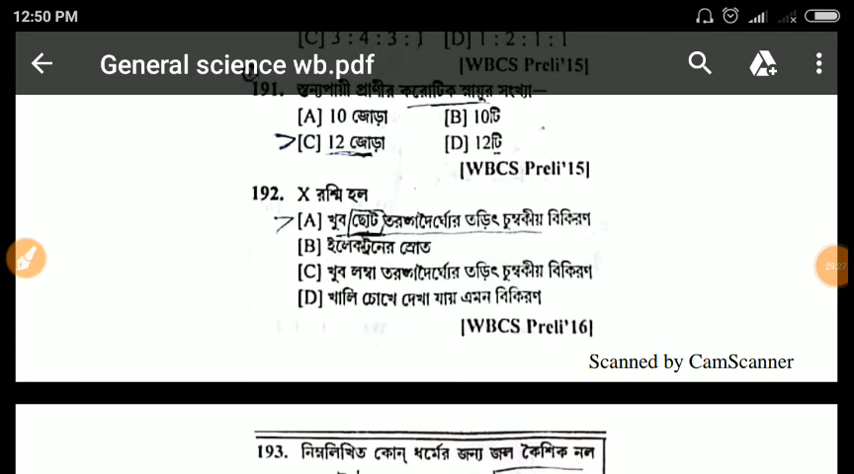 12:50 PM
[C] 3 : 4 : 3 : 1 [D] 1 : 2 : 1 : 1
General science wb.pdf
[WBCS Preli'15]
191. স্তন্যপায়ী প্রাণীর করোটিক স্নায়ুর সংখ্যা—
[A] 10 জোড়া [B] 10টি
[C] 12 জোড়া [D] 12টি
[WBCS Preli'15]
192. X রশ্মি হল
[A] খুব ছোট তরঙ্গদৈর্ঘ্যের তড়িৎ চুম্বকীয় বিকিরণ
[B] ইলেকট্রনের স্রোত
[C] খুব লম্বা তরঙ্গদৈর্ঘ্যের তড়িৎ চুম্বকীয় বিকিরণ
[D] খালি চোখে দেখা যায় এমন বিকিরণ
29:27
[WBCS Preli'16]
Scanned by CamScanner
193. নিম্নলিখিত কোন্ ধর্মের জন্য জল কৈশিক নল